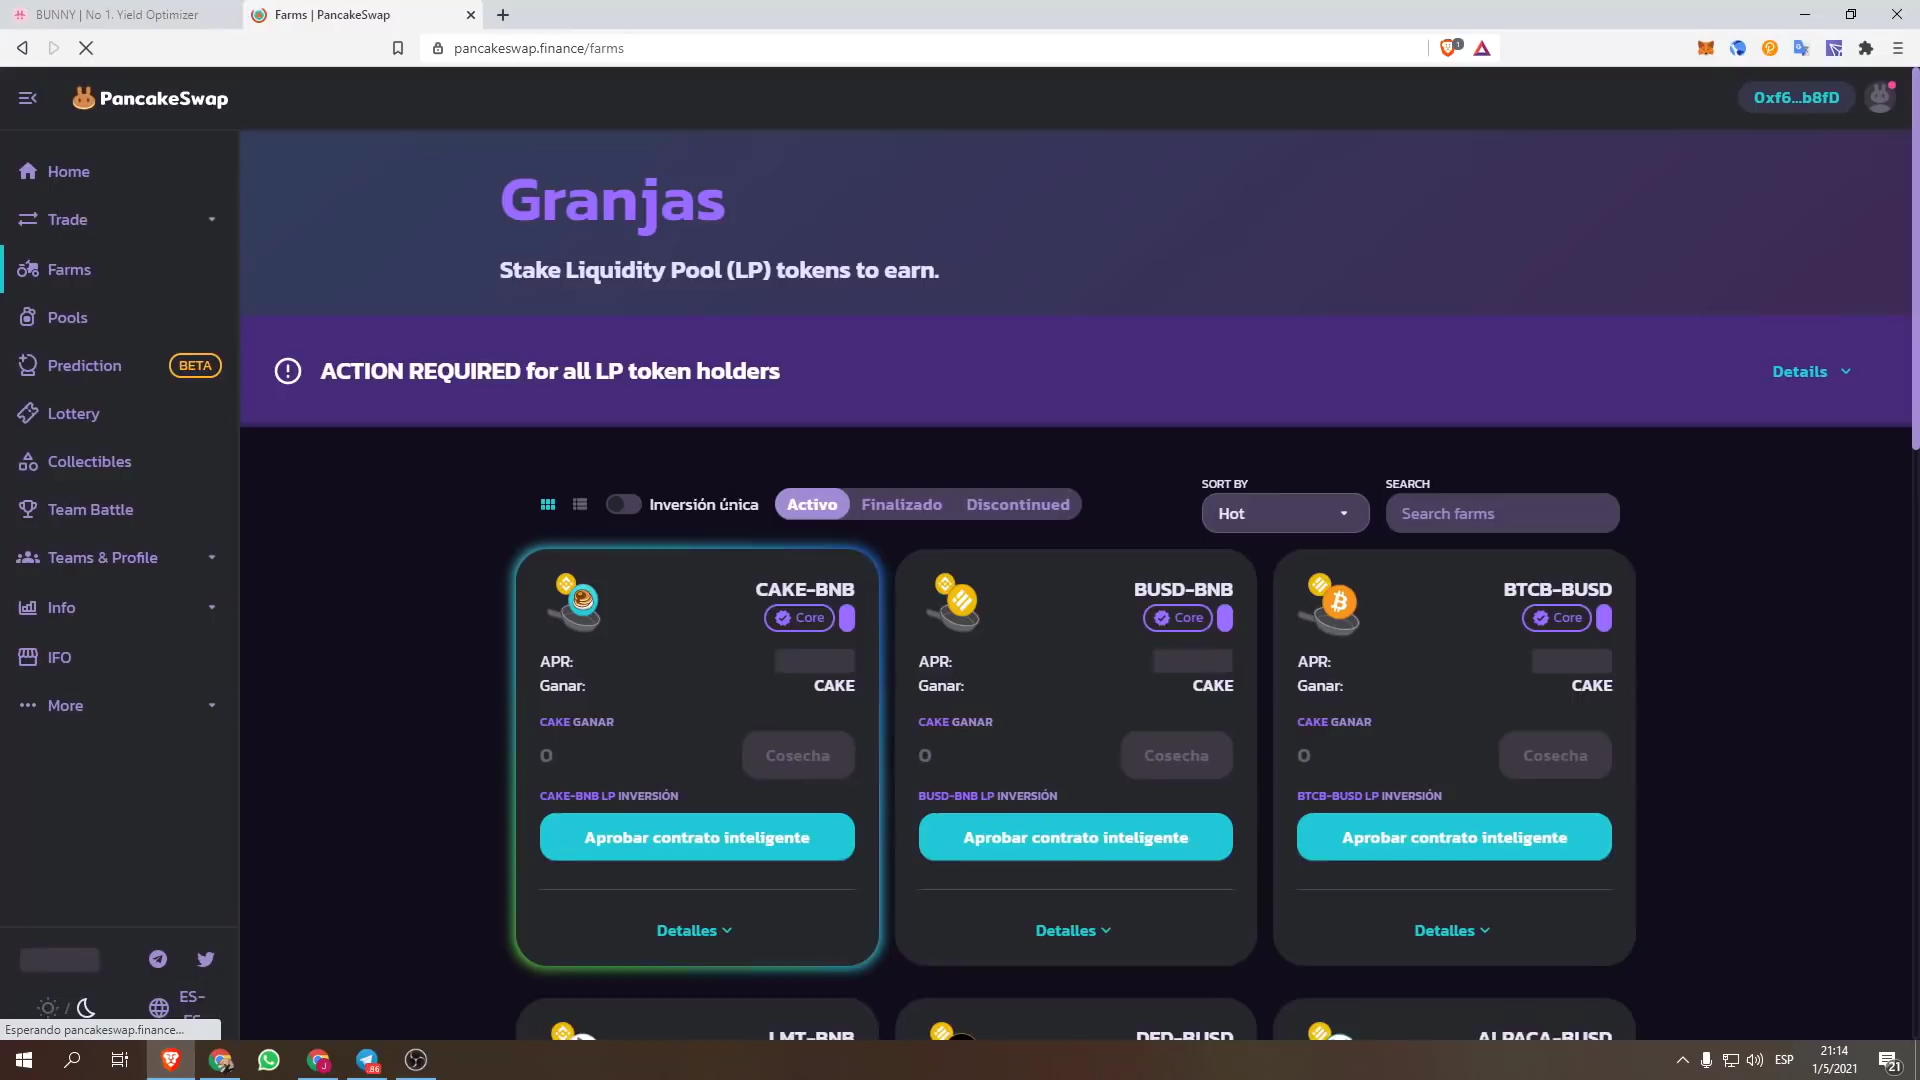 BUNNY | No 1. Yield Optimizer
Farms | PancakeSwap
pancakeswap.finance/farms
1
PancakeSwap
0xf6...b8fD
Home
Trade
Farms
Pools
Prediction
BETA
Lottery
Collectibles
Team Battle
Teams & Profile
Info
IFO
More
Granjas
Stake Liquidity Pool (LP) tokens to earn.
ACTION REQUIRED for all LP token holders
Details
Inversión única
Activo
Finalizado
Discontinued
SORT BY
Hot
SEARCH
Search farms
CAKE-BNB
Core
APR:
Ganar:
CAKE
CAKE GANAR
0
Cosecha
CAKE-BNB LP INVERSIÓN
Aprobar contrato inteligente
Detalles
BUSD-BNB
Core
APR:
Ganar:
CAKE
CAKE GANAR
0
Cosecha
BUSD-BNB LP INVERSIÓN
Aprobar contrato inteligente
Detalles
BTCB-BUSD
Core
APR:
Ganar:
CAKE
CAKE GANAR
0
Cosecha
BTCB-BUSD LP INVERSIÓN
Aprobar contrato inteligente
Detalles
LMT-BNB
ALPACA-BUSD
/
ES-
Esperando pancakeswap.finance...
ESP
21:14
1/5/2021
21